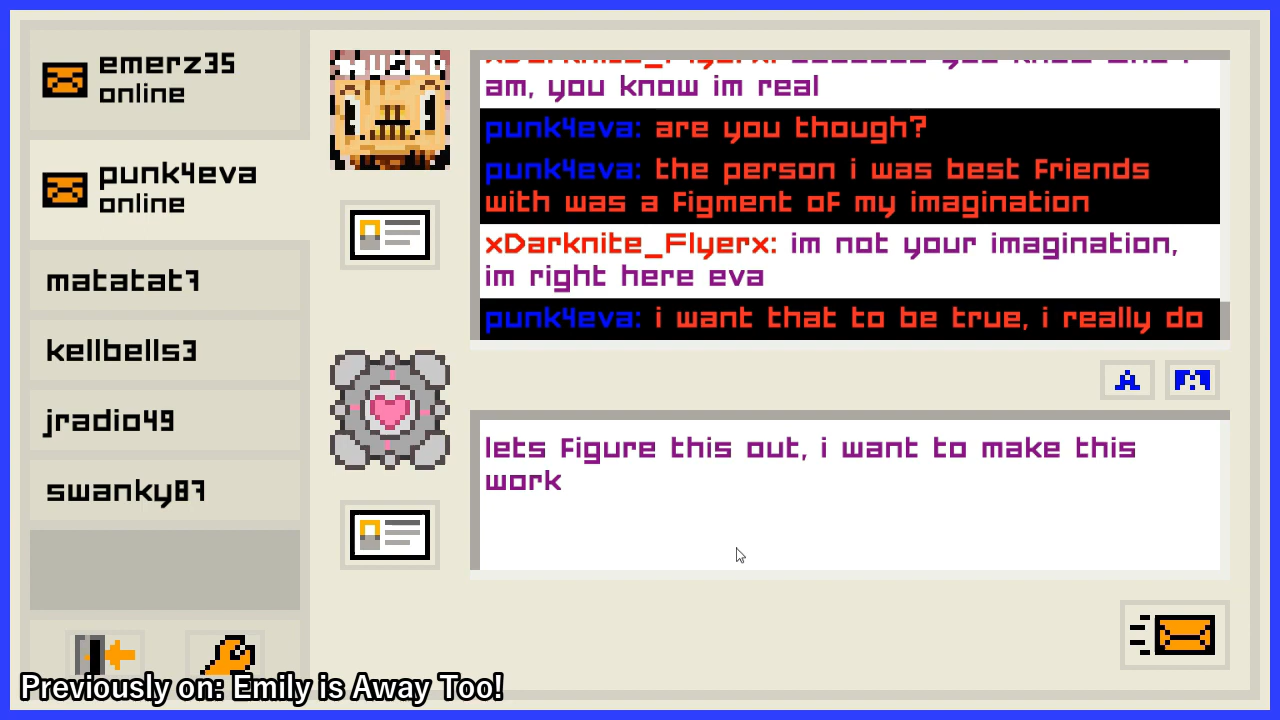 emerz35
online
punk4eva
online
matatat7
kellbells3
jradio49
swanky87
am, you know im real
punk4eva: are you though?
punk4eva: the person i was best friends
with was a figment of my imagination
xDarknite_Flyerx: im not your imagination,
im right here eva
punk4eva: i want that to be true, i really do
A
lets figure this out, i want to make this
work
Previously on: Emily is Away Too!